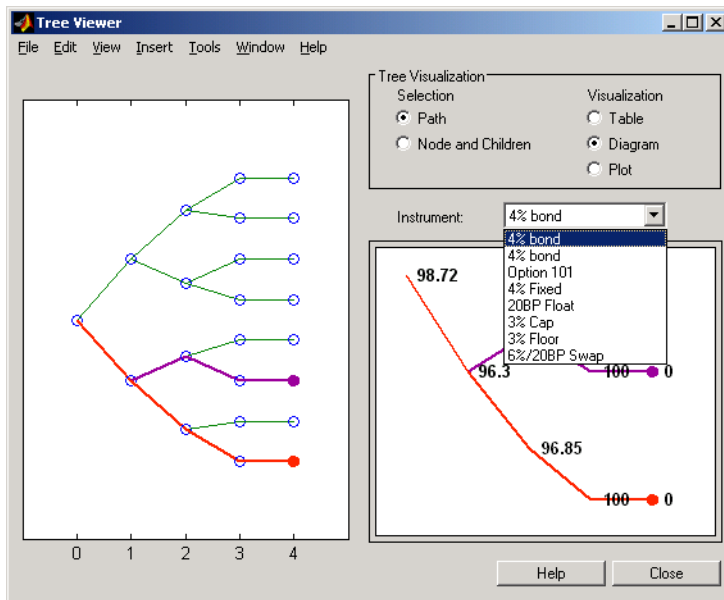 Tree Viewer
File Edit View Insert Tools Window Help
Tree Visualization
Selection
Path
Node and Children
Visualization
Table
Diagram
Plot
Instrument:
4% bond
4% bond
4% bond
Option 101
4% Fixed
20BP Float
3% Cap
3% Floor
6%/20BP Swap
98.72
96.3
100 0
96.85
100 0
0 1 2 3 4
Help Close